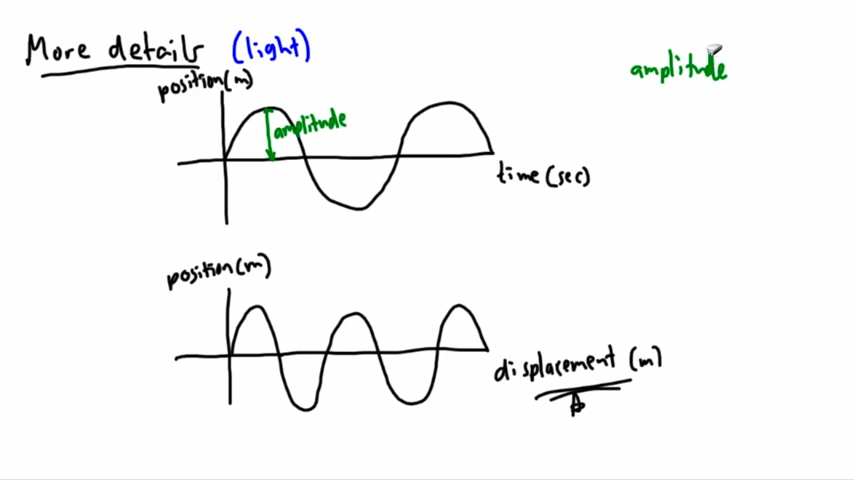 More details (light)
amplitude
position(m)
amplitude
time(sec)
position(m)
displacement (m)